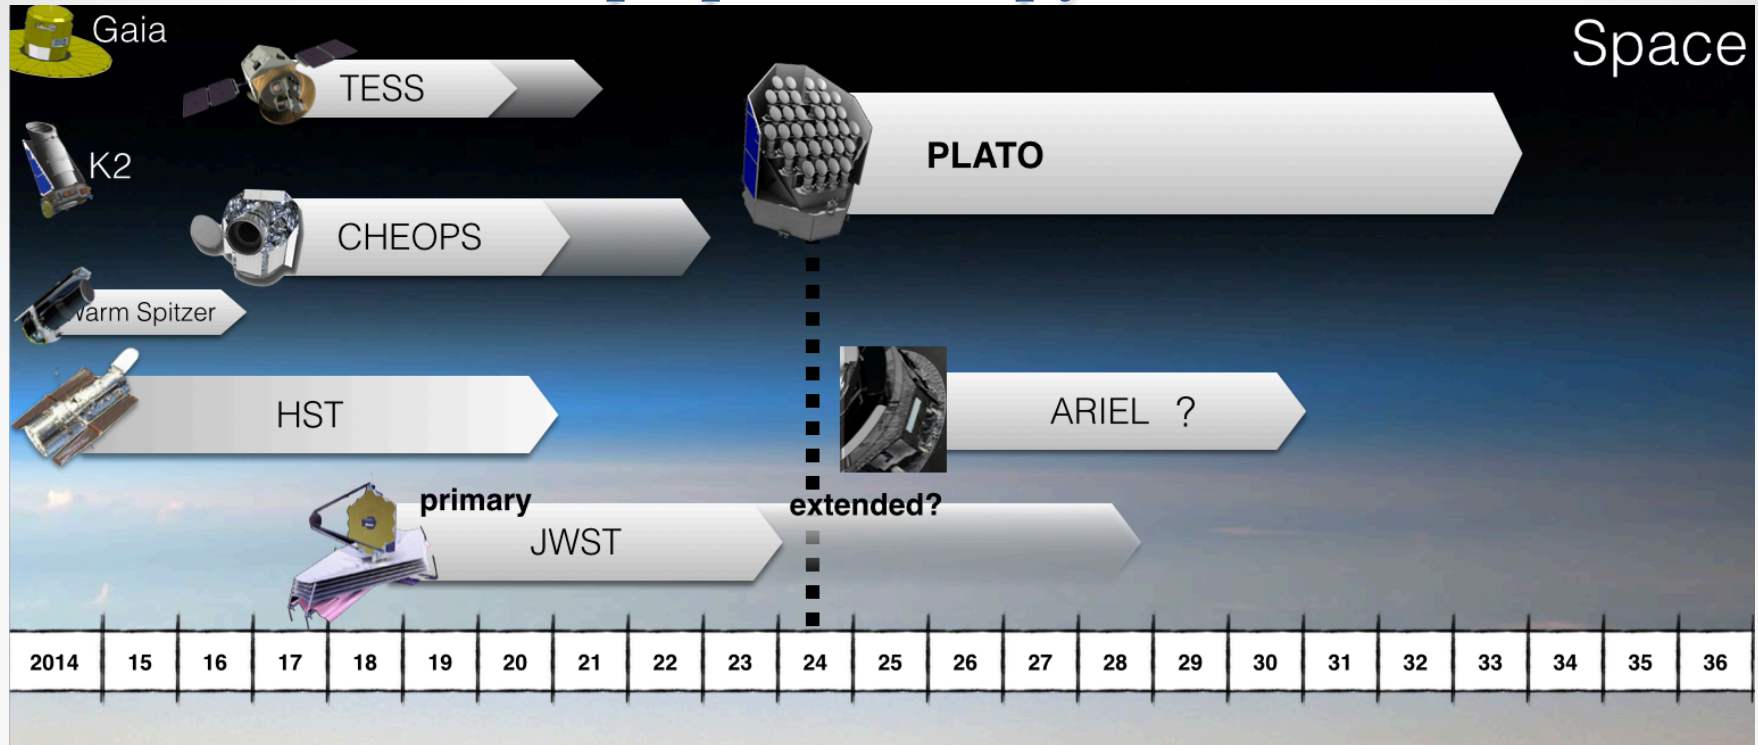 Gaia
Space
TESS
K2
PLATO
CHEOPS
Warm Spitzer
HST
ARIEL ?
primary
extended?
JWST
2014 15 16 17 18 19 20 21 22 23 24 25 26 27 28 29 30 31 32 33 34 35 36